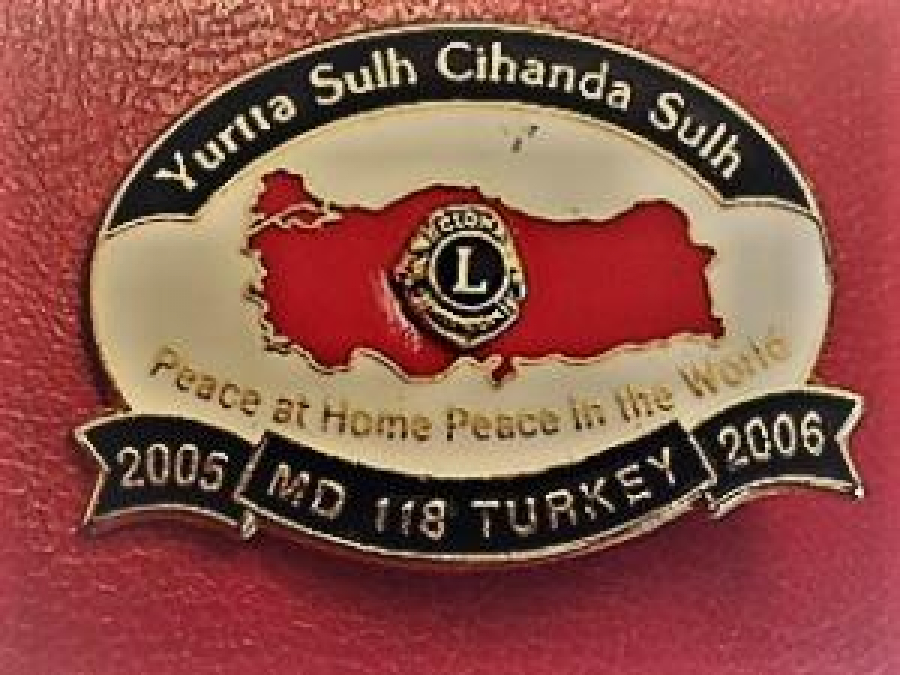 Yurtta Sulh Cihanda Sulh
L
Peace at Home Peace in the World
2005 MD 118 TURKEY 2006